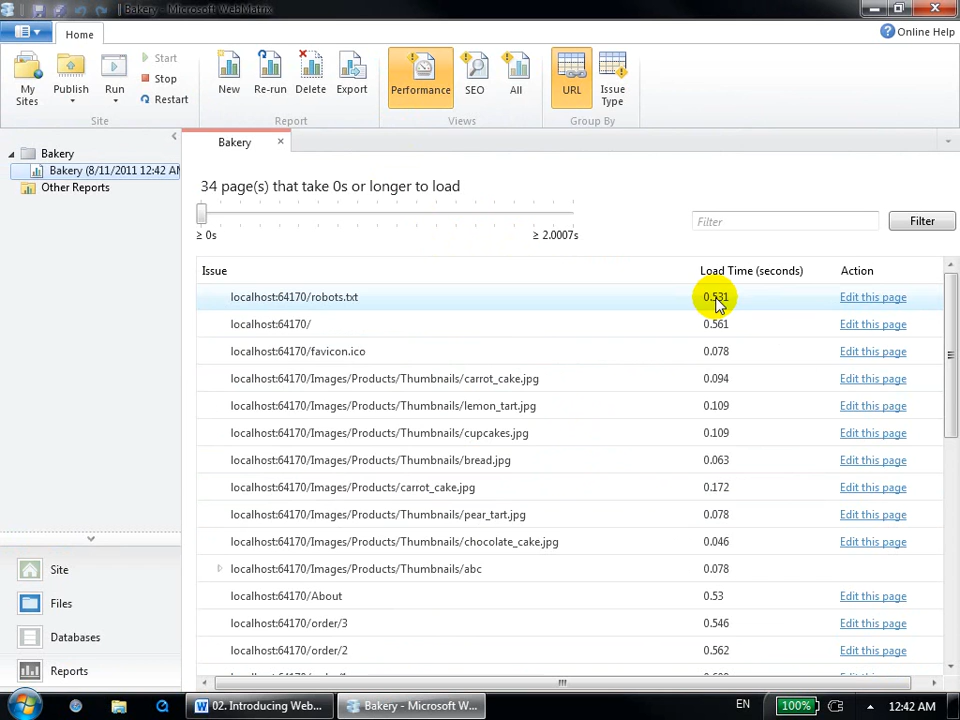 Bakery - Microsoft WebMatrix
Home
Online Help
My Sites
Publish
Run
Start
Stop
Restart
New
Re-run
Delete
Export
Performance
SEO
All
URL
Issue Type
Site
Report
Views
Group By
Bakery
Bakery (8/11/2011 12:42 AM
Other Reports
Bakery
34 page(s) that take 0s or longer to load
≥ 0s
≥ 2.0007s
Filter
Filter
Issue Load Time (seconds) Action
localhost:64170/robots.txt 0.531 Edit this page
localhost:64170/ 0.561 Edit this page
localhost:64170/favicon.ico 0.078 Edit this page
localhost:64170/Images/Products/Thumbnails/carrot_cake.jpg 0.094 Edit this page
localhost:64170/Images/Products/Thumbnails/lemon_tart.jpg 0.109 Edit this page
localhost:64170/Images/Products/Thumbnails/cupcakes.jpg 0.109 Edit this page
localhost:64170/Images/Products/Thumbnails/bread.jpg 0.063 Edit this page
localhost:64170/Images/Products/carrot_cake.jpg 0.172 Edit this page
localhost:64170/Images/Products/Thumbnails/pear_tart.jpg 0.078 Edit this page
localhost:64170/Images/Products/Thumbnails/chocolate_cake.jpg 0.046 Edit this page
localhost:64170/Images/Products/Thumbnails/abc 0.078
localhost:64170/About 0.53 Edit this page
localhost:64170/order/3 0.546 Edit this page
localhost:64170/order/2 0.562 Edit this page
Site
Files
Databases
Reports
02. Introducing Web...
Bakery - Microsoft W...
EN
100%
12:42 AM